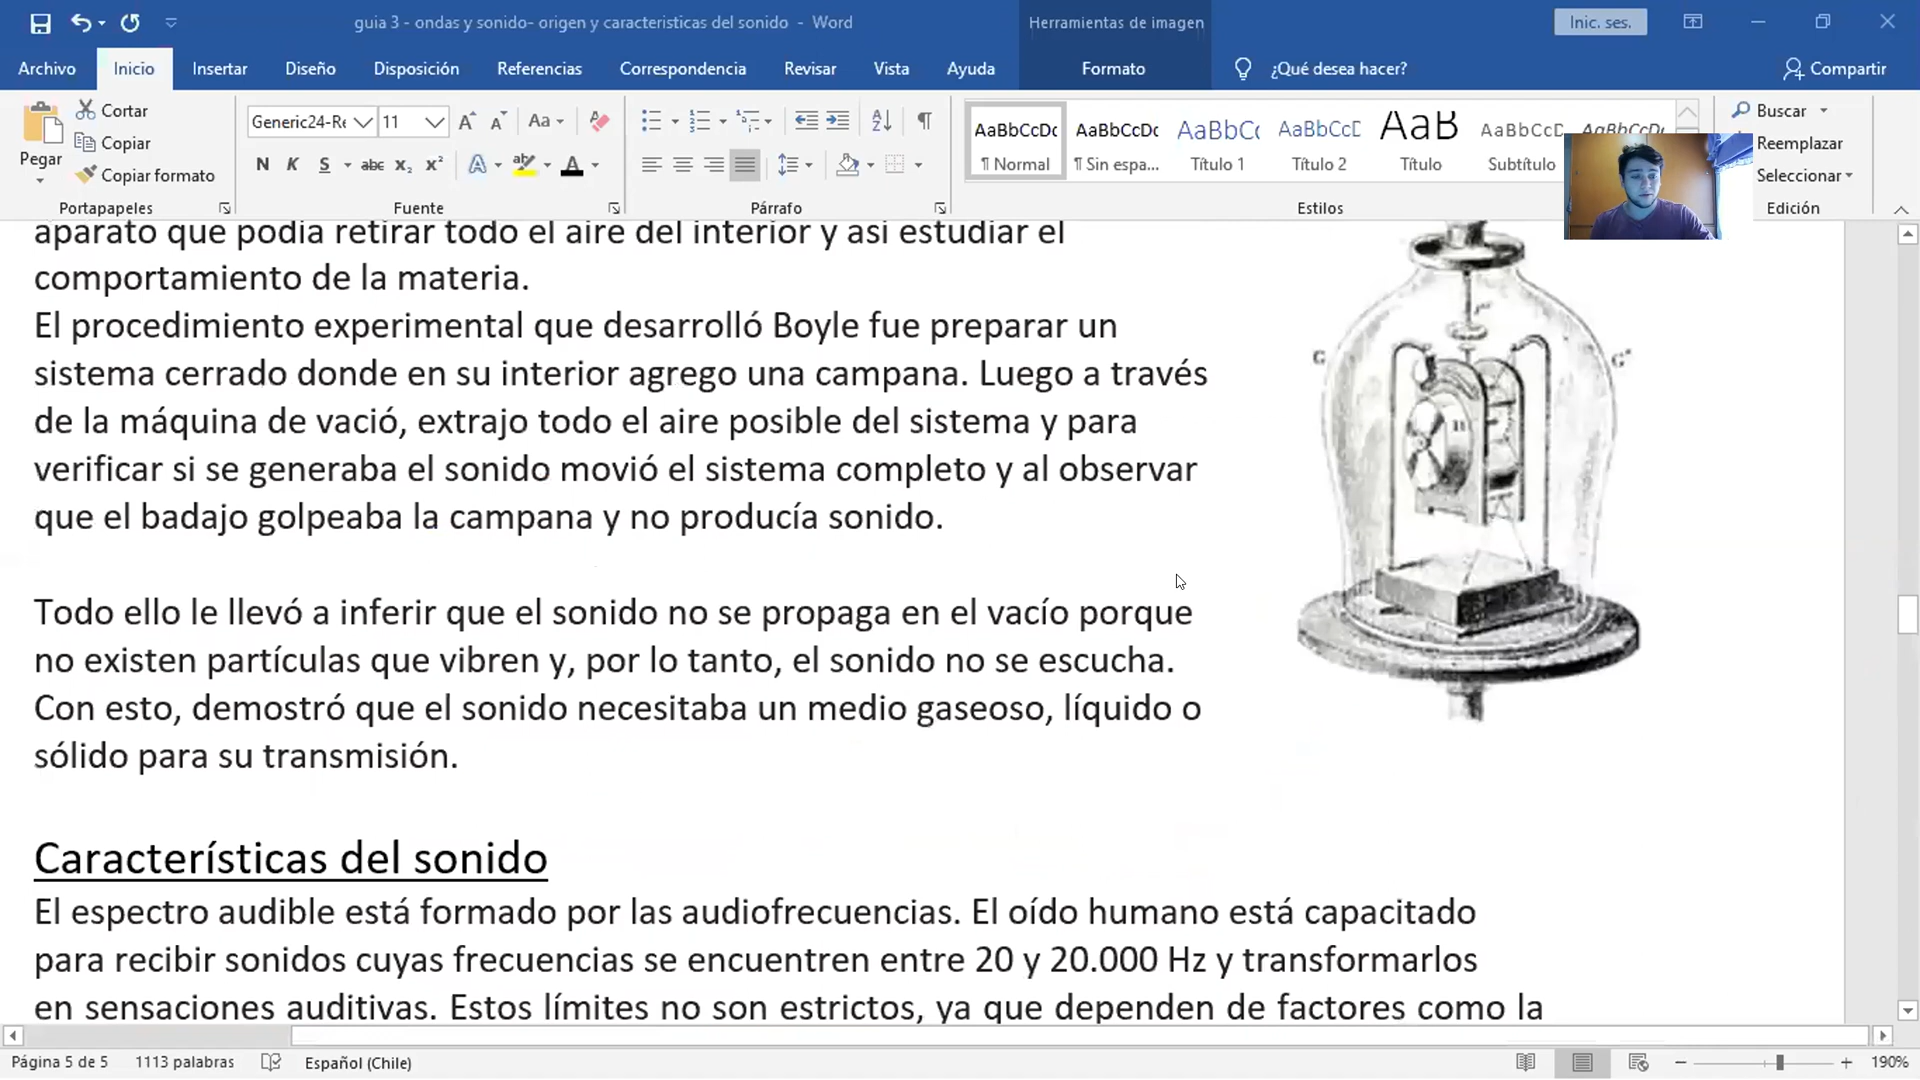 guia 3 - ondas y sonido- origen y caracteristicas del sonido - Word
Herramientas de imagen
Inic. ses.
Archivo Inicio Insertar Diseño Disposición Referencias Correspondencia Revisar Vista Ayuda Formato ¿Qué desea hacer? Compartir
Pegar
Cortar
Copiar
Copiar formato
Portapapeles
Generic24-Re 11
Aa
N K S abc x₂ x² A A
Fuente
Párrafo
AaBbCcDc AaBbCcDc AaBbCc AaBbCcD AaB AaBbCcD AaBbCcDc
¶ Normal ¶ Sin espa... Título 1 Título 2 Título Subtítulo
Estilos
Buscar
Reemplazar
Seleccionar
Edición
aparato que podía retirar todo el aire del interior y así estudiar el
comportamiento de la materia.
El procedimiento experimental que desarrolló Boyle fue preparar un
sistema cerrado donde en su interior agrego una campana. Luego a través
de la máquina de vació, extrajo todo el aire posible del sistema y para
verificar si se generaba el sonido movió el sistema completo y al observar
que el badajo golpeaba la campana y no producía sonido.
Todo ello le llevó a inferir que el sonido no se propaga en el vacío porque
no existen partículas que vibren y, por lo tanto, el sonido no se escucha.
Con esto, demostró que el sonido necesitaba un medio gaseoso, líquido o
sólido para su transmisión.
G G'
Características del sonido
El espectro audible está formado por las audiofrecuencias. El oído humano está capacitado
para recibir sonidos cuyas frecuencias se encuentren entre 20 y 20.000 Hz y transformarlos
en sensaciones auditivas. Estos límites no son estrictos, ya que dependen de factores como la
Página 5 de 5 1113 palabras Español (Chile) 190%